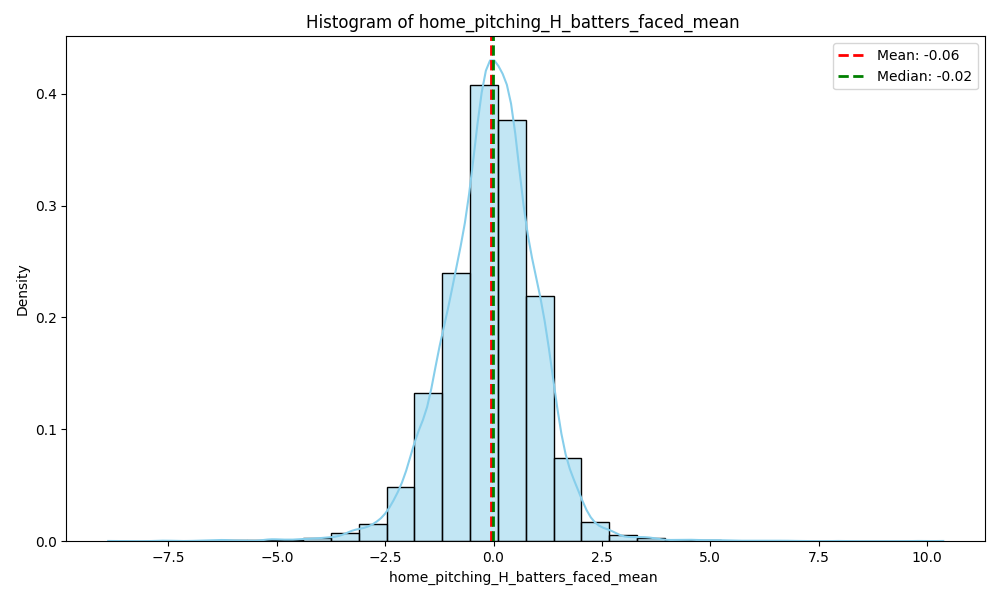 Histogram of home_pitching_H_batters_faced_mean
Mean: -0.06
Median: -0.02
Density
0.4
0.3
0.2
0.1
0.0
−7.5
−5.0
−2.5
0.0
2.5
5.0
7.5
10.0
home_pitching_H_batters_faced_mean